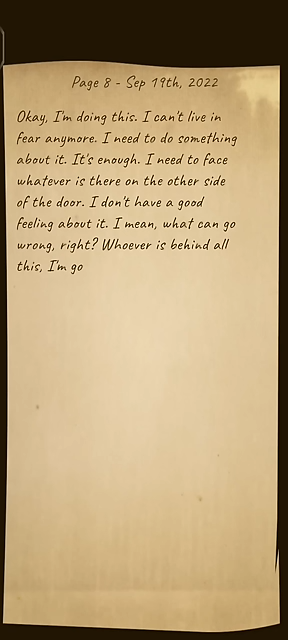 Page 8 - Sep 19th, 2022
Okay, I'm doing this. I can't live in
fear anymore. I need to do something
about it. It's enough. I need to face
whatever is there on the other side
of the door. I don't have a good
feeling about it. I mean, what can go
wrong, right? Whoever is behind all
this, I'm go